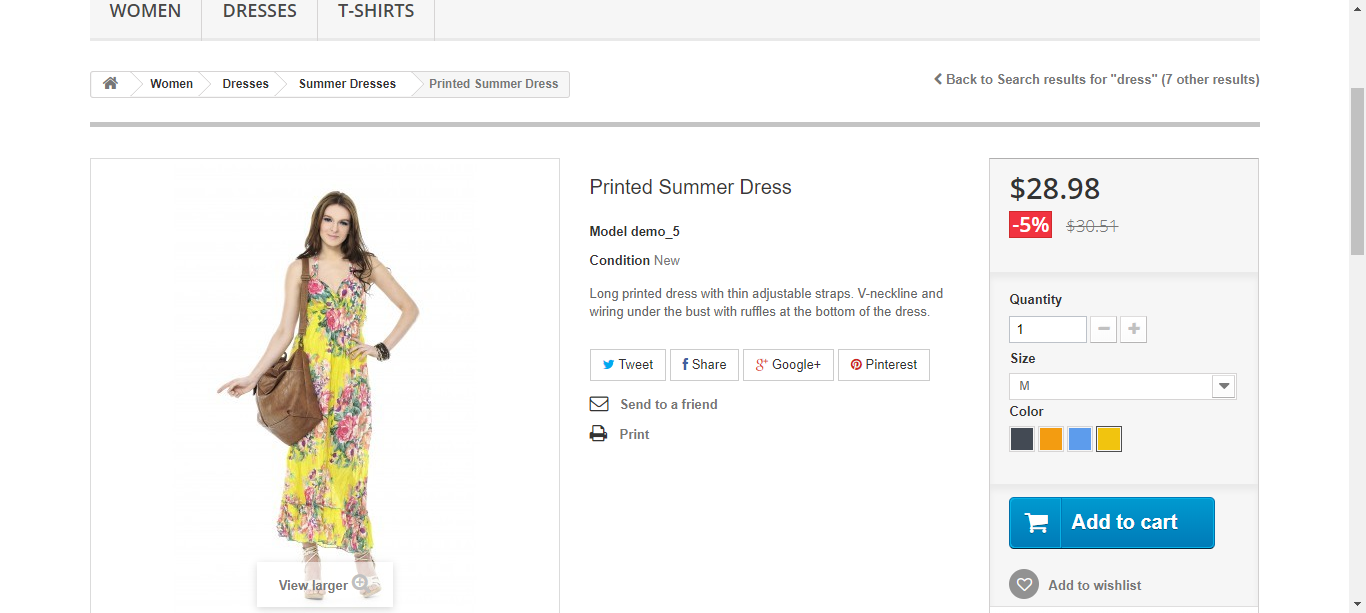 WOMEN DRESSES T-SHIRTS
Women Dresses Summer Dresses Printed Summer Dress
Back to Search results for "dress" (7 other results)
View larger
Printed Summer Dress
Model demo_5
Condition New
Long printed dress with thin adjustable straps. V-neckline and
wiring under the bust with ruffles at the bottom of the dress.
Tweet Share Google+ Pinterest
Send to a friend
Print
$28.98
-5% $30.51
Quantity
1
Size
M
Color
Add to cart
Add to wishlist